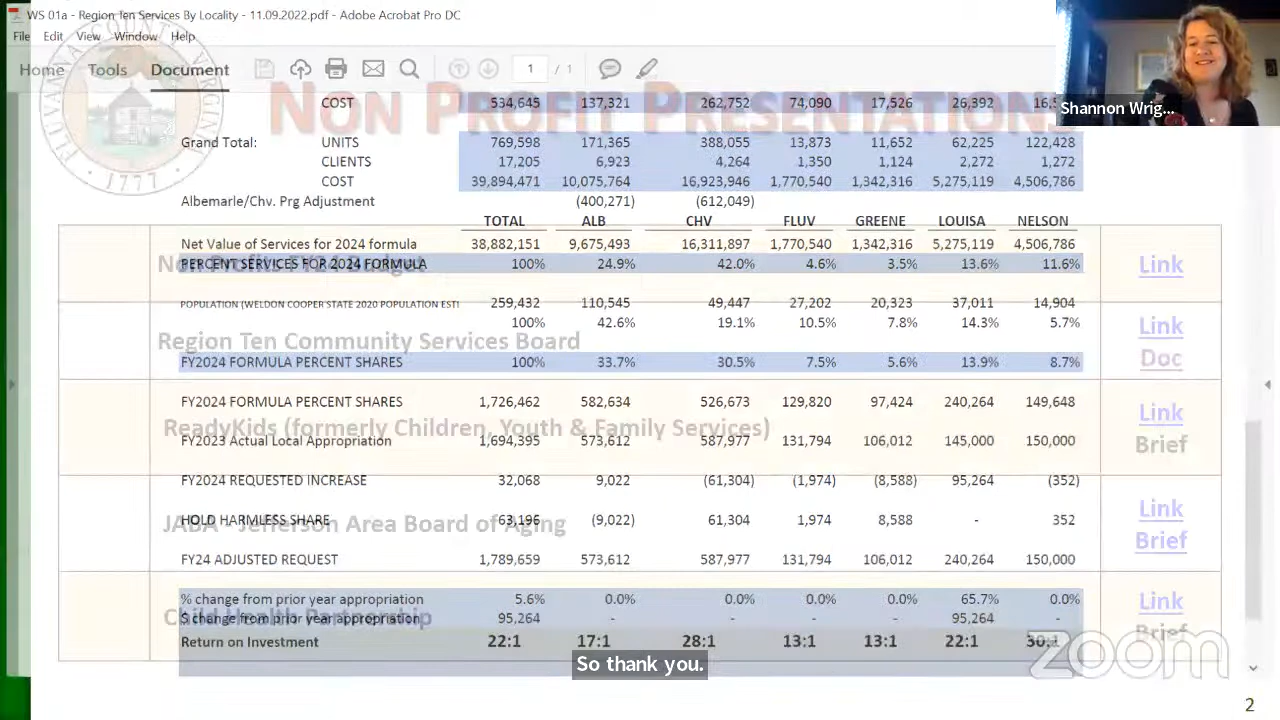 WS 01a - Region Ten Services By Locality - 11.09.2022.pdf - Adobe Acrobat Pro DC
File Edit View Window Help
Home Tools Document 1 / 1
Shannon Wrig...
FLUVANNA COUNTY VIRGINIA
1777
NON PROFIT PRESENTATIONS
COST 534,645 137,321 262,752 74,090 17,526 26,392
Grand Total: UNITS 769,598 171,365 388,055 13,873 11,652 62,225 122,428
CLIENTS 17,205 6,923 4,264 1,350 1,124 2,272 1,272
COST 39,894,471 10,075,764 16,923,946 1,770,540 1,342,316 5,275,119 4,506,786
Albemarle/Chv. Prg Adjustment (400,271) (612,049)
TOTAL ALB CHV FLUV GREENE LOUISA NELSON
Net Value of Services for 2024 formula 38,882,151 9,675,493 16,311,897 1,770,540 1,342,316 5,275,119 4,506,786
PERCENT SERVICES FOR 2024 FORMULA 100% 24.9% 42.0% 4.6% 3.5% 13.6% 11.6%
Link
POPULATION (WELDON COOPER STATE 2020 POPULATION ESTI 259,432 110,545 49,447 27,202 20,323 37,011 14,904
100% 42.6% 19.1% 10.5% 7.8% 14.3% 5.7%
Region Ten Community Services Board
Link
Doc
FY2024 FORMULA PERCENT SHARES 100% 33.7% 30.5% 7.5% 5.6% 13.9% 8.7%
FY2024 FORMULA PERCENT SHARES 1,726,462 582,634 526,673 129,820 97,424 240,264 149,648
ReadyKids (formerly Children, Youth & Family Services)
Link
Brief
FY2023 Actual Local Appropriation 1,694,395 573,612 587,977 131,794 106,012 145,000 150,000
FY2024 REQUESTED INCREASE 32,068 9,022 (61,304) (1,974) (8,588) 95,264 (352)
HOLD HARMLESS SHARE 63,196 (9,022) 61,304 1,974 8,588 - 352
JABA - Jefferson Area Board of Aging
Link
Brief
FY24 ADJUSTED REQUEST 1,789,659 573,612 587,977 131,794 106,012 240,264 150,000
% change from prior year appropriation 5.6% 0.0% 0.0% 0.0% 0.0% 65.7% 0.0%
$ change from prior year appropriation 95,264 - - - - 95,264 -
Child Health Partnership
Link
Brief
Return on Investment 22:1 17:1 28:1 13:1 13:1 22:1 30:1
So thank you.
zoom
2